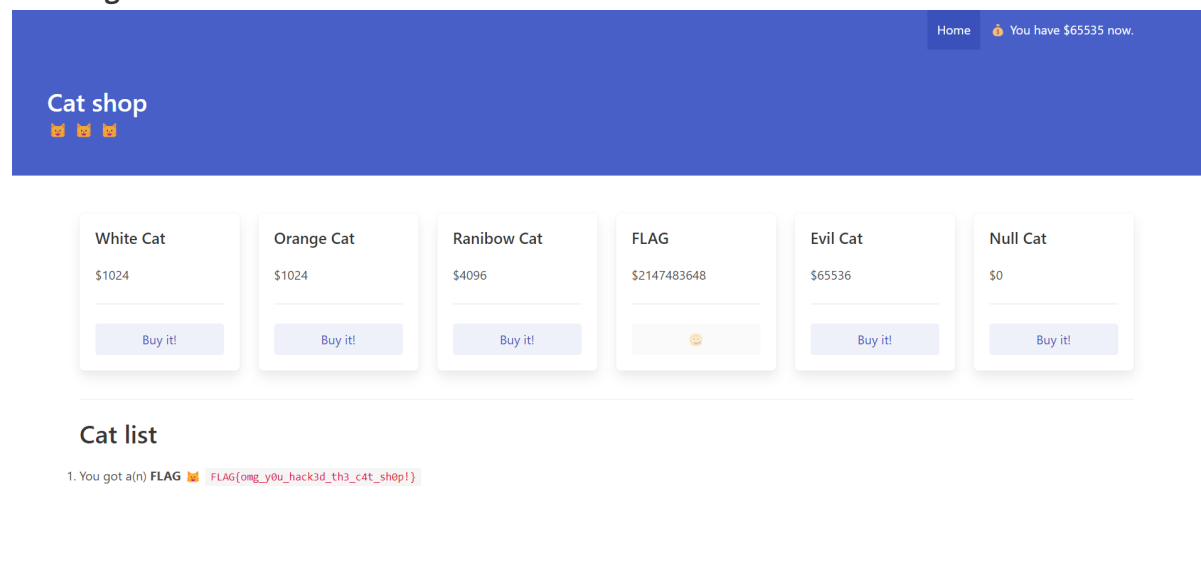 Home 💰 You have $65535 now.
Cat shop
White Cat
$1024
Buy it!
Orange Cat
$1024
Buy it!
Ranibow Cat
$4096
Buy it!
FLAG
$2147483648
Evil Cat
$65536
Buy it!
Null Cat
$0
Buy it!
Cat list
1. You got a(n) FLAG FLAG{omg_y0u_hack3d_th3_c4t_sh0p!}